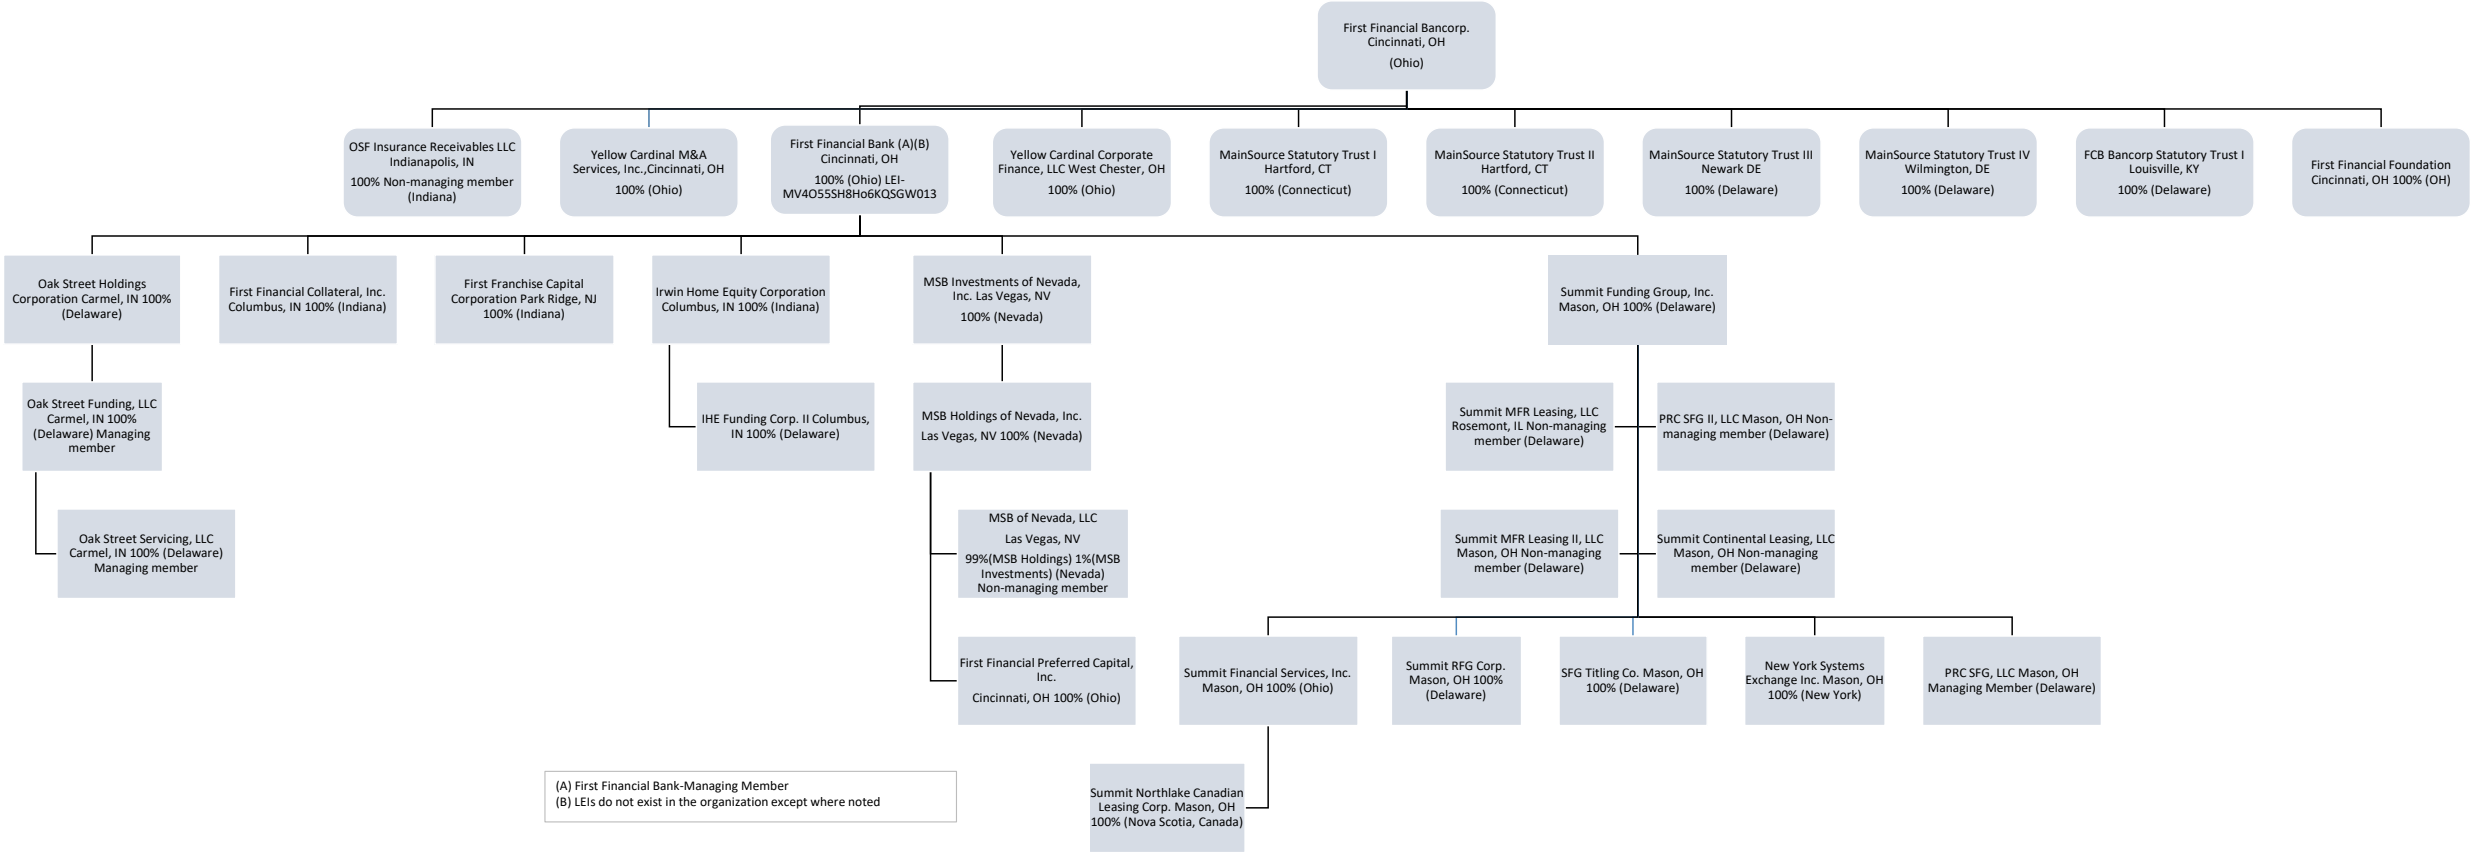 First Financial Bancorp.
Cincinnati, OH
(Ohio)
OSF Insurance Receivables LLC
Indianapolis, IN
100% Non-managing member
(Indiana)
Yellow Cardinal M&A
Services, Inc.,Cincinnati, OH
100% (Ohio)
First Financial Bank (A)(B)
Cincinnati, OH
100% (Ohio) LEI-
MV4O55SH8Ho6KQSGW013
Yellow Cardinal Corporate
Finance, LLC West Chester, OH
100% (Ohio)
MainSource Statutory Trust I
Hartford, CT
100% (Connecticut)
MainSource Statutory Trust II
Hartford, CT
100% (Connecticut)
MainSource Statutory Trust III
Newark DE
100% (Delaware)
MainSource Statutory Trust IV
Wilmington, DE
100% (Delaware)
FCB Bancorp Statutory Trust I
Louisville, KY
100% (Delaware)
First Financial Foundation
Cincinnati, OH 100% (OH)
Oak Street Holdings
Corporation Carmel, IN 100%
(Delaware)
First Financial Collateral, Inc.
Columbus, IN 100% (Indiana)
First Franchise Capital
Corporation Park Ridge, NJ
100% (Indiana)
Irwin Home Equity Corporation
Columbus, IN 100% (Indiana)
MSB Investments of Nevada,
Inc. Las Vegas, NV
100% (Nevada)
Summit Funding Group, Inc.
Mason, OH 100% (Delaware)
Oak Street Funding, LLC
Carmel, IN 100%
(Delaware) Managing
member
IHE Funding Corp. II Columbus,
IN 100% (Delaware)
MSB Holdings of Nevada, Inc.
Las Vegas, NV 100% (Nevada)
Summit MFR Leasing, LLC
Rosemont, IL Non-managing
member (Delaware)
PRC SFG II, LLC Mason, OH Non-
managing member (Delaware)
Oak Street Servicing, LLC
Carmel, IN 100% (Delaware)
Managing member
MSB of Nevada, LLC
Las Vegas, NV
99%(MSB Holdings) 1%(MSB
Investments) (Nevada)
Non-managing member
Summit MFR Leasing II, LLC
Mason, OH Non-managing
member (Delaware)
Summit Continental Leasing, LLC
Mason, OH Non-managing
member (Delaware)
First Financial Preferred Capital,
Inc.
Cincinnati, OH 100% (Ohio)
Summit Financial Services, Inc.
Mason, OH 100% (Ohio)
Summit RFG Corp.
Mason, OH 100%
(Delaware)
SFG Titling Co. Mason, OH
100% (Delaware)
New York Systems
Exchange Inc. Mason, OH
100% (New York)
PRC SFG, LLC Mason, OH
Managing Member (Delaware)
Summit Northlake Canadian
Leasing Corp. Mason, OH
100% (Nova Scotia, Canada)
(A) First Financial Bank-Managing Member
(B) LEIs do not exist in the organization except where noted